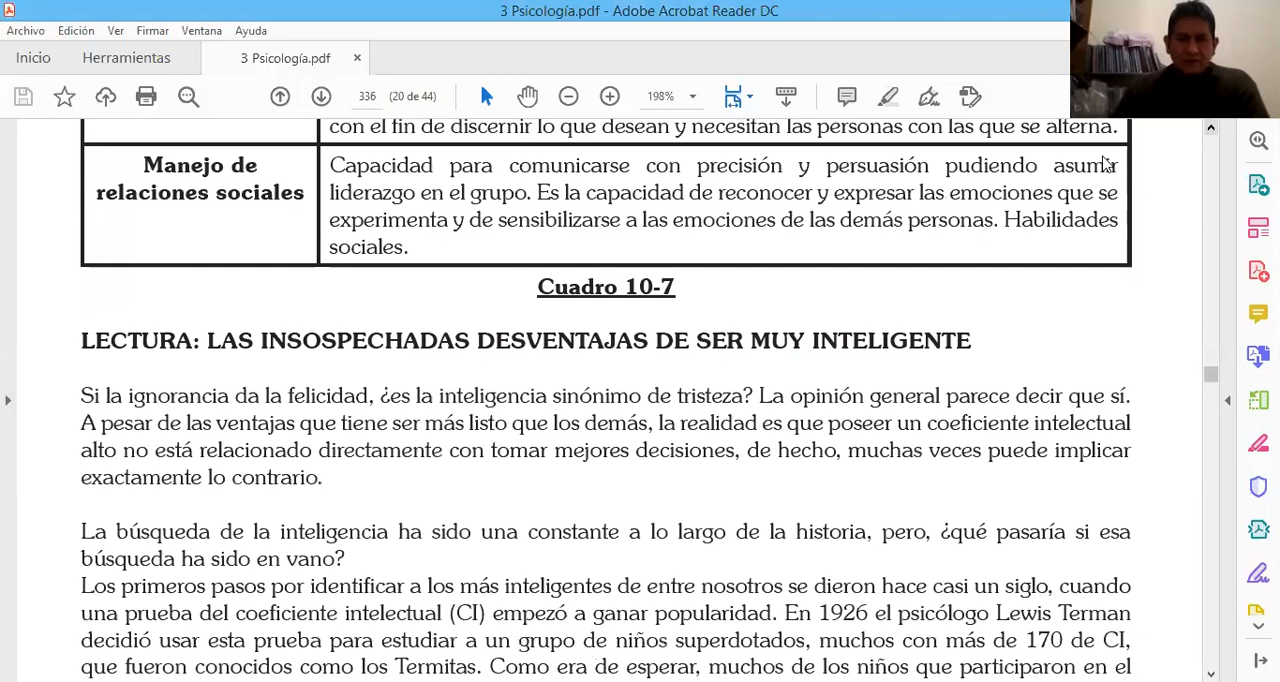 3 Psicología.pdf - Adobe Acrobat Reader DC
Archivo Edición Ver Firmar Ventana Ayuda
Inicio Herramientas 3 Psicología.pdf ×
336 (20 de 44) 198%
con el fin de discernir lo que desean y necesitan las personas con las que se alterna.
Manejo de
relaciones sociales
Capacidad para comunicarse con precisión y persuasión pudiendo asumir
liderazgo en el grupo. Es la capacidad de reconocer y expresar las emociones que se
experimenta y de sensibilizarse a las emociones de las demás personas. Habilidades
sociales.
Cuadro 10-7
LECTURA: LAS INSOSPECHADAS DESVENTAJAS DE SER MUY INTELIGENTE
Si la ignorancia da la felicidad, ¿es la inteligencia sinónimo de tristeza? La opinión general parece decir que sí.
A pesar de las ventajas que tiene ser más listo que los demás, la realidad es que poseer un coeficiente intelectual
alto no está relacionado directamente con tomar mejores decisiones, de hecho, muchas veces puede implicar
exactamente lo contrario.
La búsqueda de la inteligencia ha sido una constante a lo largo de la historia, pero, ¿qué pasaría si esa
búsqueda ha sido en vano?
Los primeros pasos por identificar a los más inteligentes de entre nosotros se dieron hace casi un siglo, cuando
una prueba del coeficiente intelectual (CI) empezó a ganar popularidad. En 1926 el psicólogo Lewis Terman
decidió usar esta prueba para estudiar a un grupo de niños superdotados, muchos con más de 170 de CI,
que fueron conocidos como los Termitas. Como era de esperar, muchos de los niños que participaron en el